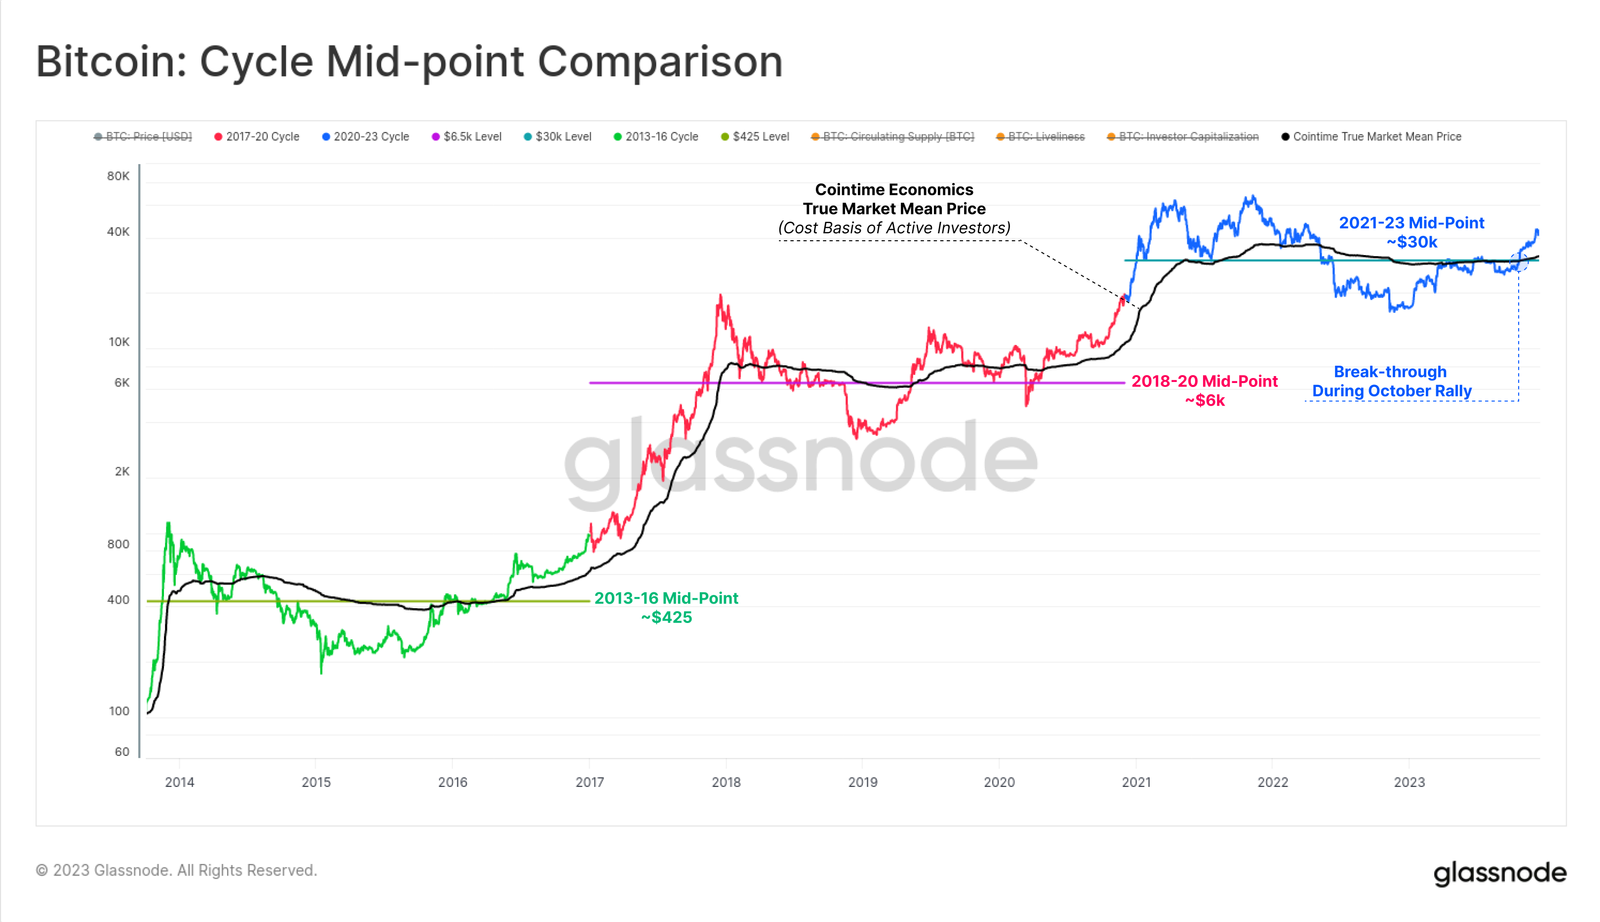 Bitcoin: Cycle Mid-point Comparison
BTC: Price [USD] 2017-20 Cycle 2020-23 Cycle $6.5k Level $30k Level 2013-16 Cycle $425 Level BTC: Circulating Supply [BTC] BTC: Liveliness BTC: Investor Capitalization Cointime True Market Mean Price
80K
40K
10K
6K
2K
800
400
100
60
Cointime Economics
True Market Mean Price
(Cost Basis of Active Investors)
2021-23 Mid-Point
~$30k
Break-through
During October Rally
2018-20 Mid-Point
~$6k
glassnode
2013-16 Mid-Point
~$425
2014 2015 2016 2017 2018 2019 2020 2021 2022 2023
© 2023 Glassnode. All Rights Reserved.
glassnode